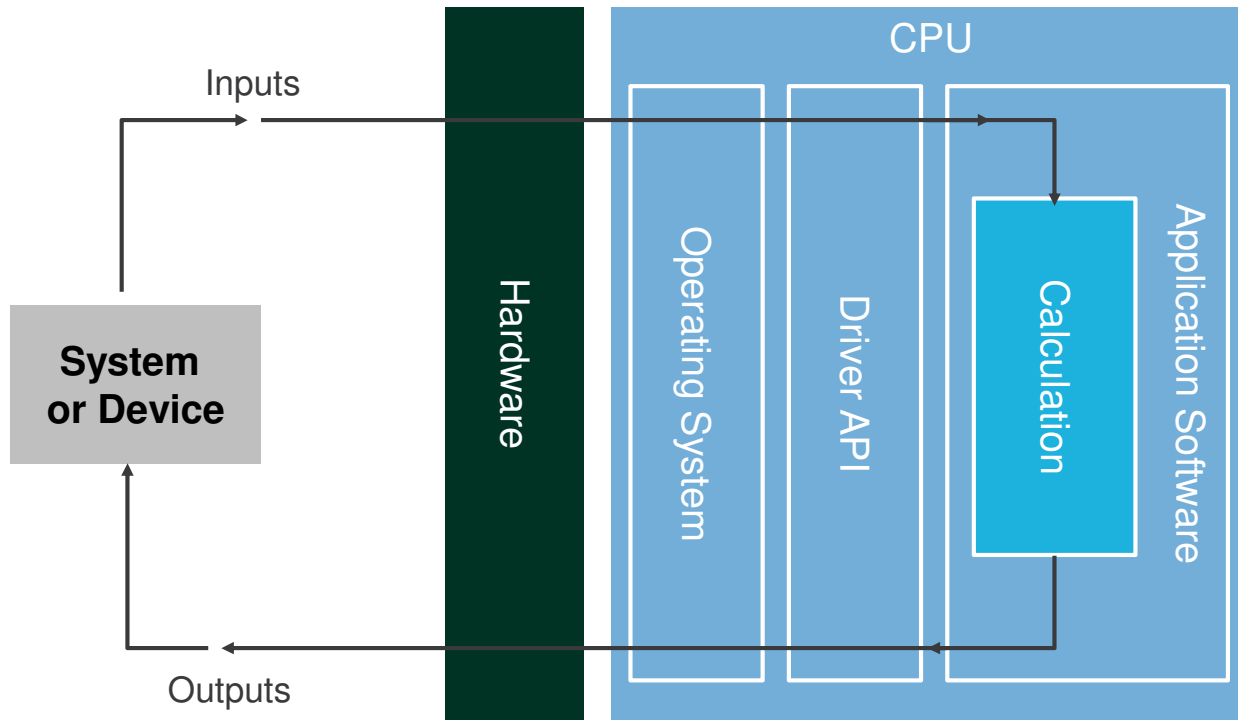 CPU
Inputs
Hardware
Operating System
Driver API
Calculation
Application Software
System
or Device
Outputs